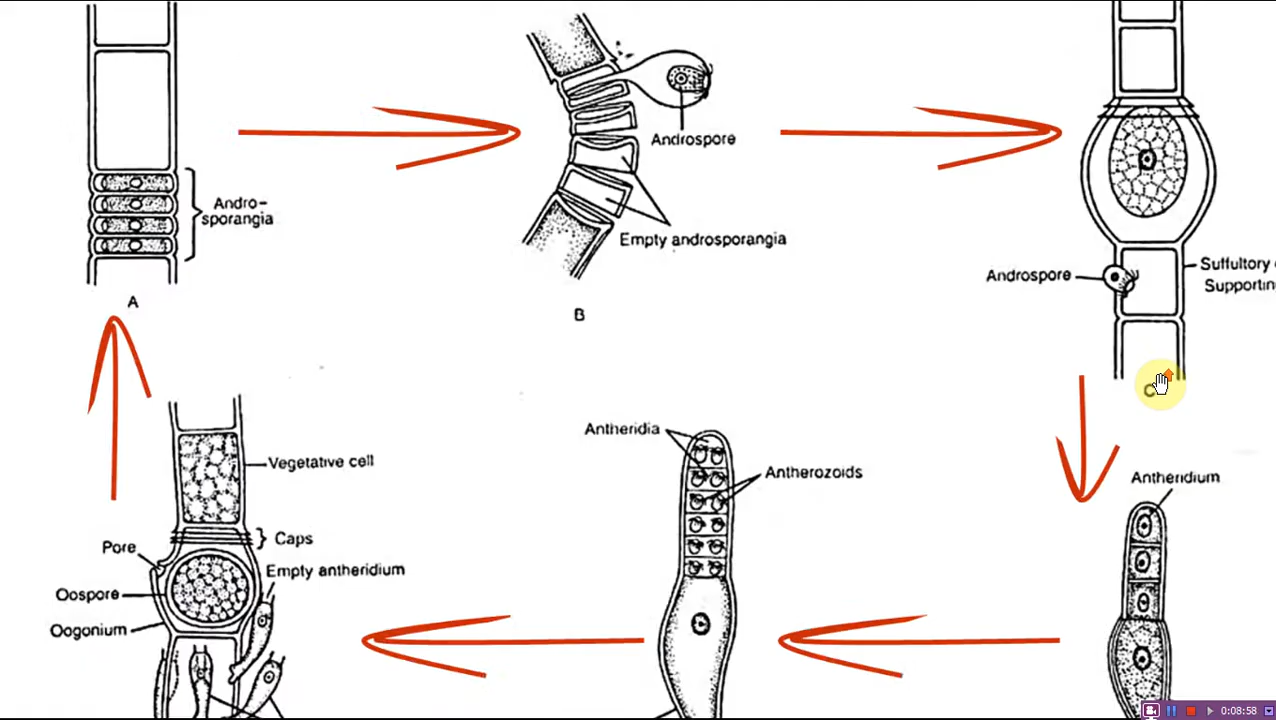 Andro-
sporangia
A
Androspore
Empty androsporangia
B
Androspore
Suffultory
Supportin
C
Vegetative cell
Caps
Pore
Empty antheridium
Oospore
Oogonium
Antheridia
Antherozoids
Antheridium
0:08:58